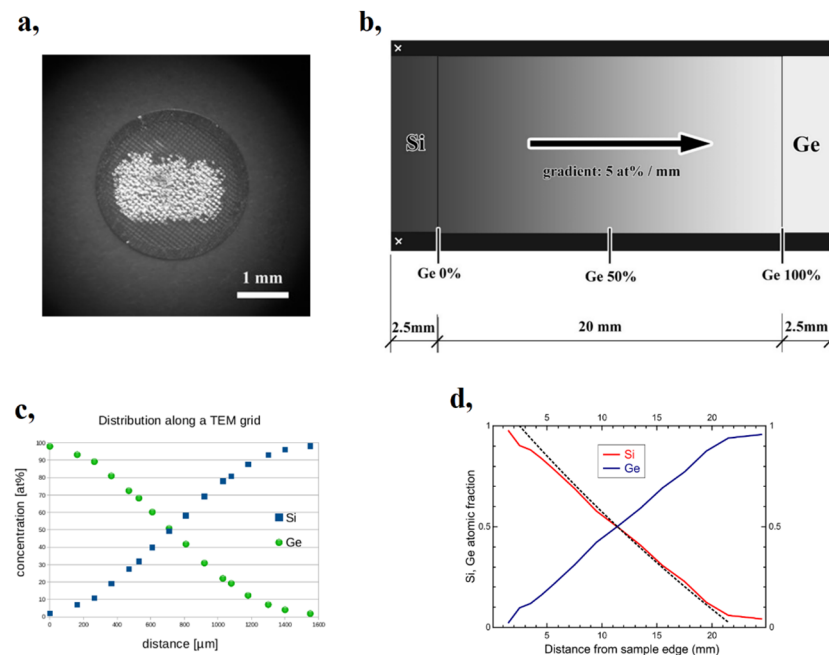 a,
1 mm
b,
Si
Ge
gradient: 5 at% / mm
Ge 0%
Ge 50%
Ge 100%
2.5mm
20 mm
2.5mm
c,
Distribution along a TEM grid
concentration [at%]
100
90
80
70
60
50
40
30
20
10
0
Si
Ge
0 200 400 600 800 1000 1200 1400 1600
distance [µm]
d,
5 10 15 20
Si, Ge atomic fraction
1 1
0.5 0.5
0 0
Si
Ge
5 10 15 20
Distance from sample edge (mm)